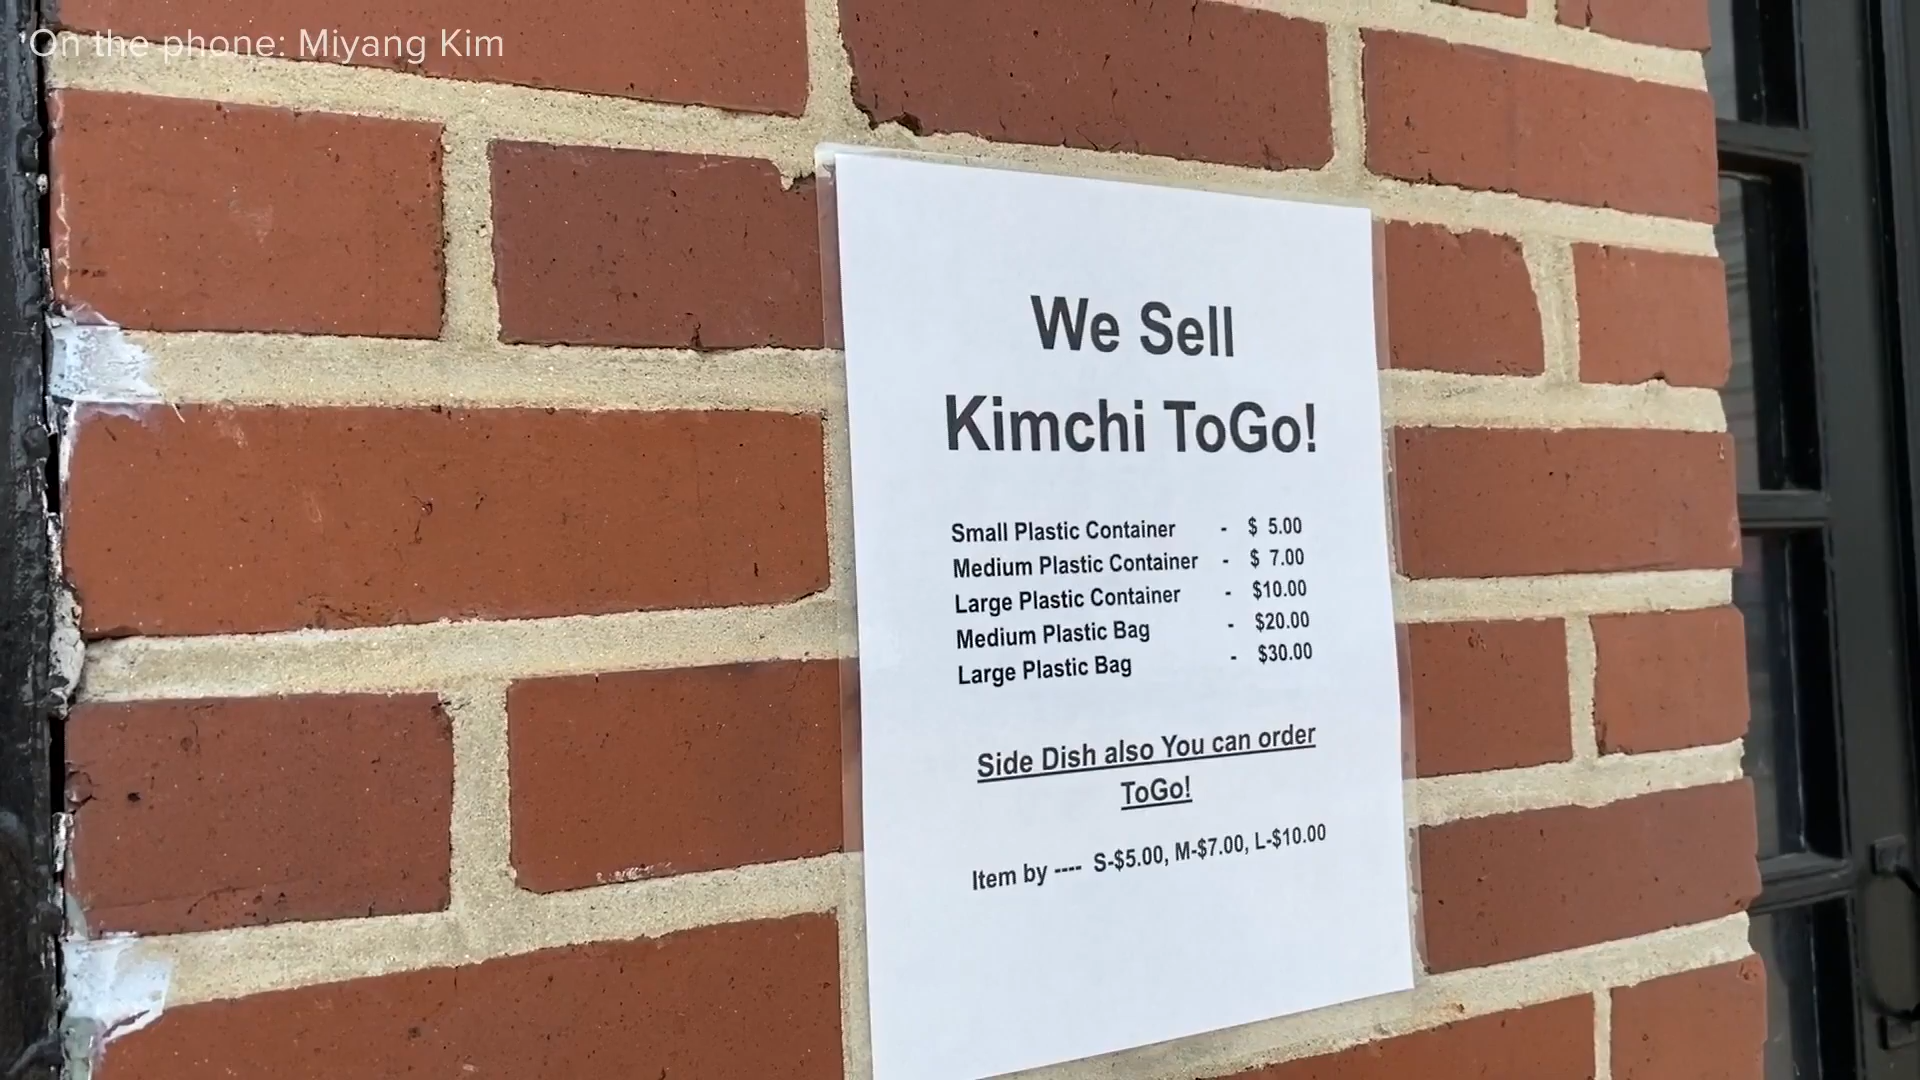 On the phone: Miyang Kim
We Sell
Kimchi ToGo!
Small Plastic Container - $ 5.00
Medium Plastic Container - $ 7.00
Large Plastic Container - $10.00
Medium Plastic Bag - $20.00
Large Plastic Bag - $30.00
Side Dish also You can order
ToGo!
Item by ---- S-$5.00, M-$7.00, L-$10.00